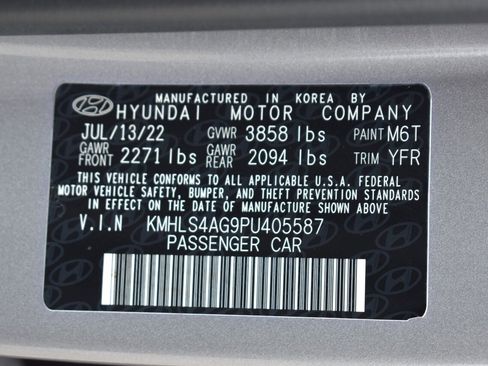 MANUFACTURED IN KOREA BY
HYUNDAI MOTOR COMPANY
JUL/13/22 GVWR 3858 lbs PAINT M6T
GAWR FRONT 2271 lbs GAWR REAR 2094 lbs TRIM YFR
THIS VEHICLE CONFORMS TO ALL APPLICABLE U.S.A. FEDERAL
MOTOR VEHICLE SAFETY, BUMPER, AND THEFT PREVENTION STANDARDS
IN EFFECT ON THE DATE OF MANUFACTURE SHOWN ABOVE.
V.I.N KMHLS4AG9PU405587
PASSENGER CAR